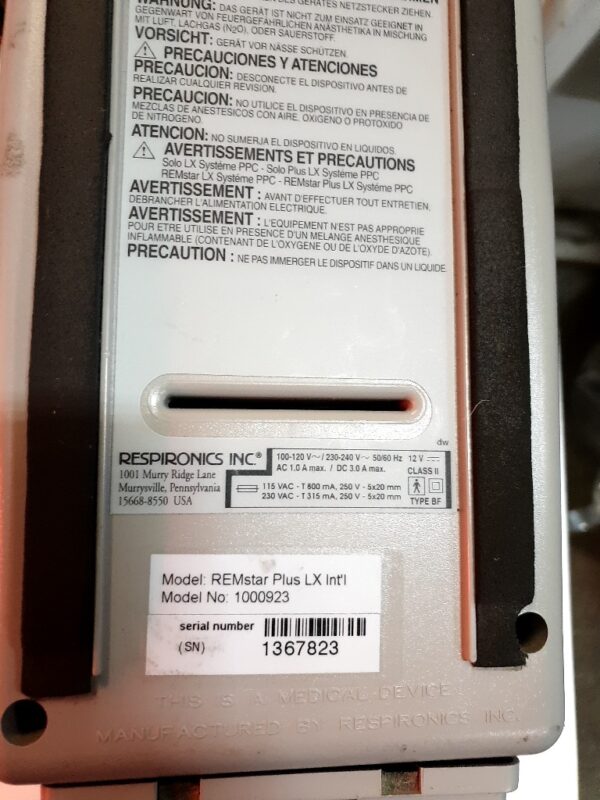 DES GERÄTES NETZSTECKER ZIEHEN.
WARNUNG: DAS GERÄT IST NICHT ZUM EINSATZ GEEIGNET IN
GEGENWART VON FEUERGEFÄHRLICHEN ANÄSTHETIKA IN MISCHUNG
MIT LUFT, LACHGAS (N2O), ODER SAUERSTOFF.
VORSICHT: GERÄT VOR NÄSSE SCHÜTZEN.
⚠ PRECAUCIONES Y ATENCIONES
PRECAUCION: DESCONECTE EL DISPOSITIVO ANTES DE
REALIZAR CUALQUIER REVISION.
PRECAUCION: NO UTILICE EL DISPOSITIVO EN PRESENCIA DE
MEZCLAS DE ANESTESICOS CON AIRE, OXIGENO O PROTOXIDO
DE NITROGENO.
ATENCION: NO SUMERJA EL DISPOSITIVO EN LIQUIDOS.
⚠ AVERTISSEMENTS ET PRECAUTIONS
Solo LX Système PPC - Solo Plus LX Système PPC
REMstar LX Système PPC - REMstar Plus LX Système PPC
AVERTISSEMENT : AVANT D'EFFECTUER TOUT ENTRETIEN,
DEBRANCHER L'ALIMENTATION ELECTRIQUE.
AVERTISSEMENT : L'EQUIPEMENT N'EST PAS APPROPRIE
POUR ETRE UTILISE EN PRESENCE D'UN MELANGE ANESTHESIQUE
INFLAMMABLE (CONTENANT DE L'OXYGENE OU DE L'OXYDE D'AZOTE).
PRECAUTION : NE PAS IMMERGER LE DISPOSITIF DANS UN LIQUIDE.
dw
RESPIRONICS INC.®
1001 Murry Ridge Lane
Murrysville, Pennsylvania
15668-8550 USA
100-120 V~ / 230-240 V~ 50/60 Hz 12 V ⎓
AC 1.0 A max. / DC 3.0 A max.
CLASS II
115 VAC - T 800 mA, 250 V - 5x20 mm
230 VAC - T 315 mA, 250 V - 5x20 mm
TYPE BF
Model: REMstar Plus LX Int'l
Model No: 1000923
serial number
(SN) 1367823
THIS IS A MEDICAL DEVICE
MANUFACTURED BY RESPIRONICS INC.